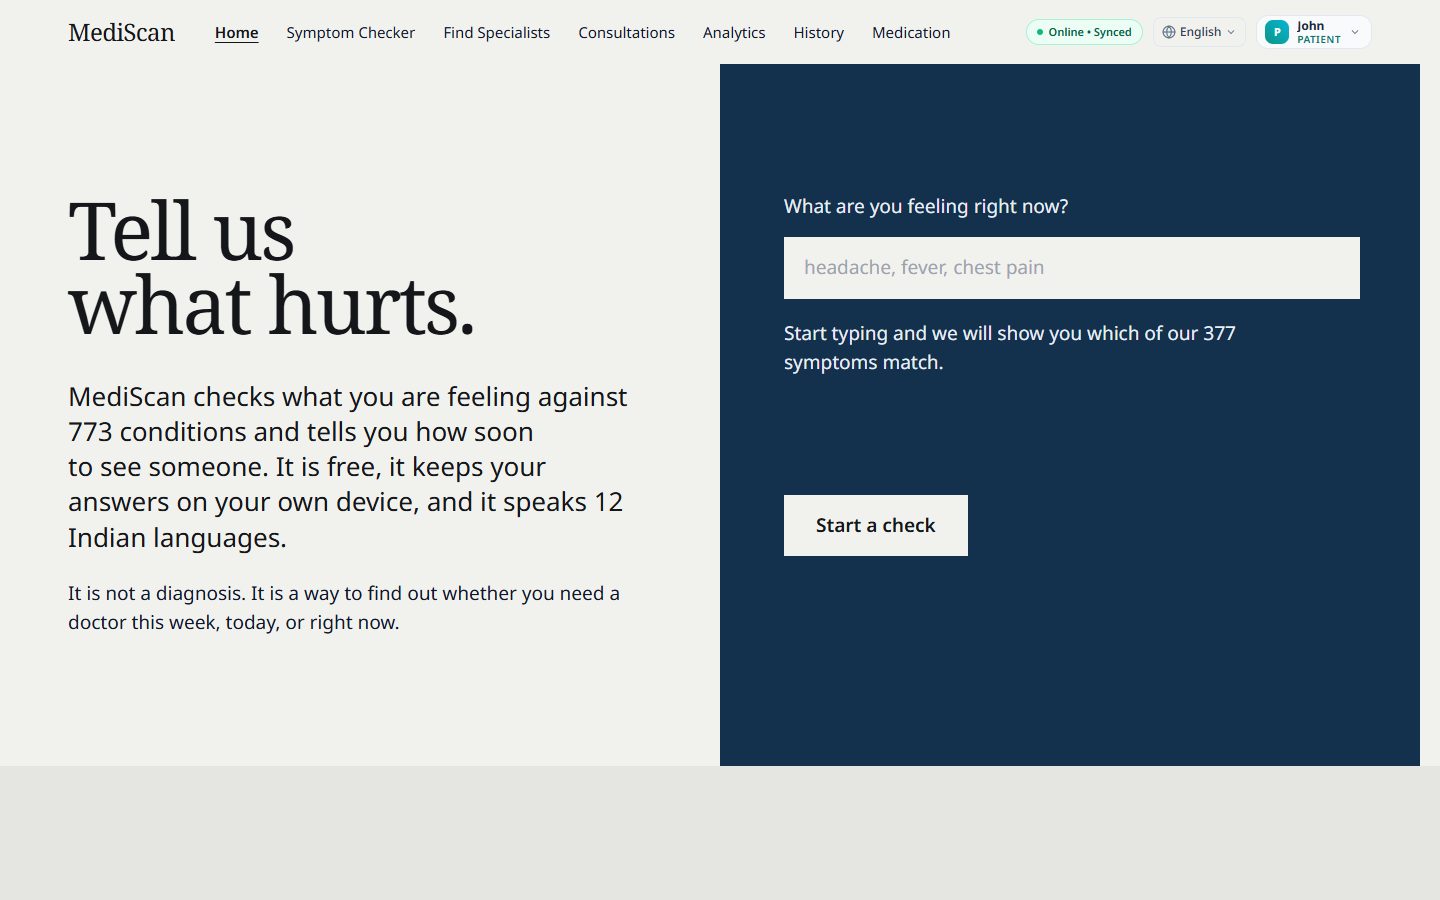 MediScan
Home
Symptom Checker
Find Specialists
Consultations
Analytics
History
Medication
Online • Synced
English
P
John
PATIENT
Tell us
what hurts.
MediScan checks what you are feeling against
773 conditions and tells you how soon
to see someone. It is free, it keeps your
answers on your own device, and it speaks 12
Indian languages.
It is not a diagnosis. It is a way to find out whether you need a
doctor this week, today, or right now.
What are you feeling right now?
headache, fever, chest pain
Start typing and we will show you which of our 377
symptoms match.
Start a check